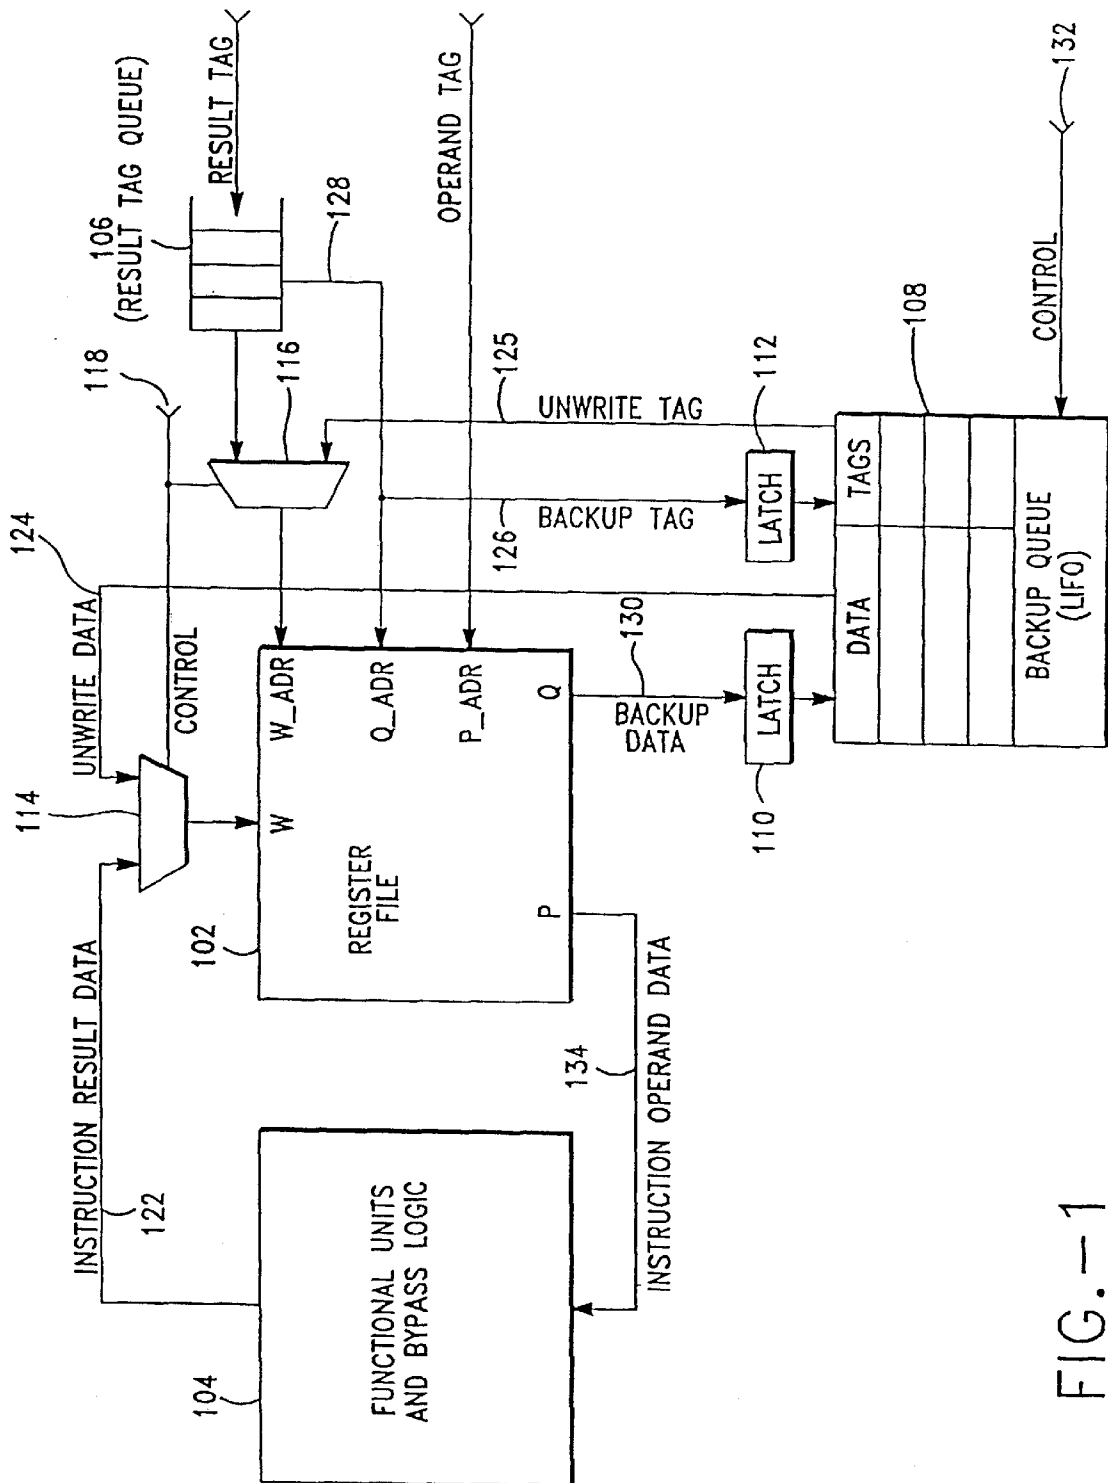 INSTRUCTION RESULT DATA
122
114
UNWRITE DATA
124
118
CONTROL
106
(RESULT TAG QUEUE)
RESULT TAG
128
116
104
FUNCTIONAL UNITS
AND BYPASS LOGIC
102
REGISTER
FILE
W
W_ADR
Q_ADR
P_ADR
P
Q
OPERAND TAG
INSTRUCTION OPERAND DATA
134
BACKUP
DATA
130
BACKUP TAG
126
UNWRITE TAG
125
110
LATCH
LATCH
112
DATA
TAGS
108
BACKUP QUEUE
(LIFO)
CONTROL
132
FIG.-1